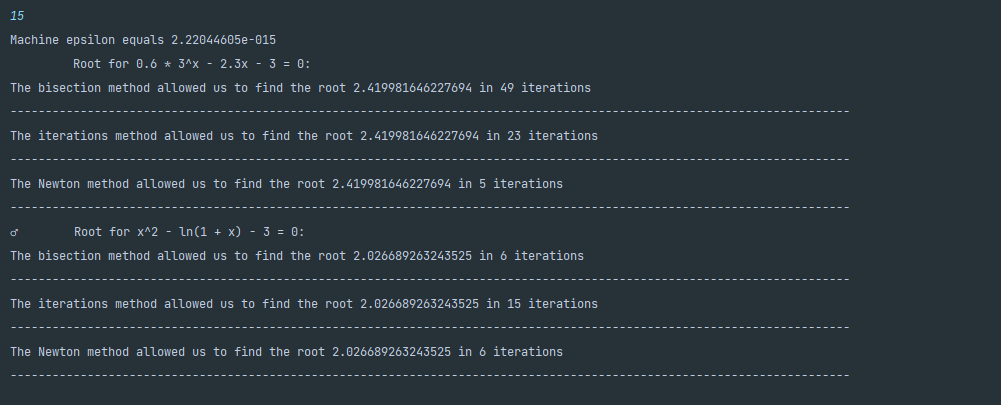 15
Machine epsilon equals 2.22044605e-015
Root for 0.6 * 3^x - 2.3x - 3 = 0:
The bisection method allowed us to find the root 2.419981646227694 in 49 iterations
------------------------------------------------------------------------------------------------------------------------
The iterations method allowed us to find the root 2.419981646227694 in 23 iterations
------------------------------------------------------------------------------------------------------------------------
The Newton method allowed us to find the root 2.419981646227694 in 5 iterations
------------------------------------------------------------------------------------------------------------------------
♂ Root for x^2 - ln(1 + x) - 3 = 0:
The bisection method allowed us to find the root 2.026689263243525 in 6 iterations
------------------------------------------------------------------------------------------------------------------------
The iterations method allowed us to find the root 2.026689263243525 in 15 iterations
------------------------------------------------------------------------------------------------------------------------
The Newton method allowed us to find the root 2.026689263243525 in 6 iterations
------------------------------------------------------------------------------------------------------------------------